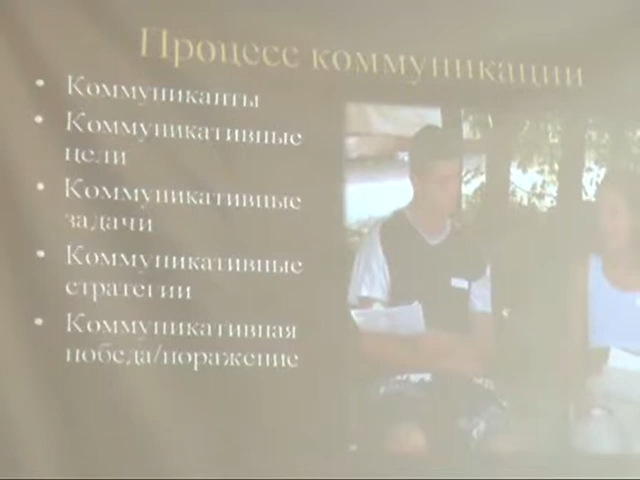 Процесс коммуникации
• Коммуниканты
• Коммуникативные
цели
• Коммуникативные
задачи
• Коммуникативные
стратегии
• Коммуникативная
победа/поражение